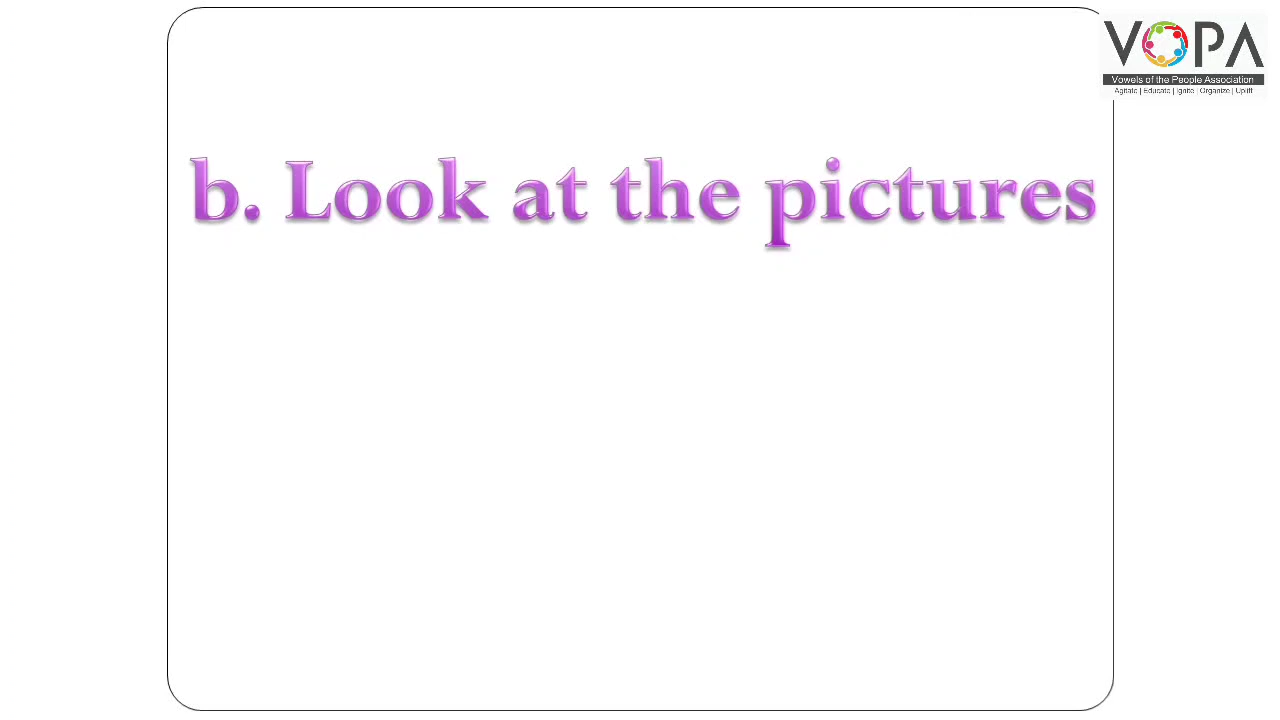 VOPA
Vowels of the People Association
Agitate | Educate | Ignite | Organize | Uplift
b. Look at the pictures